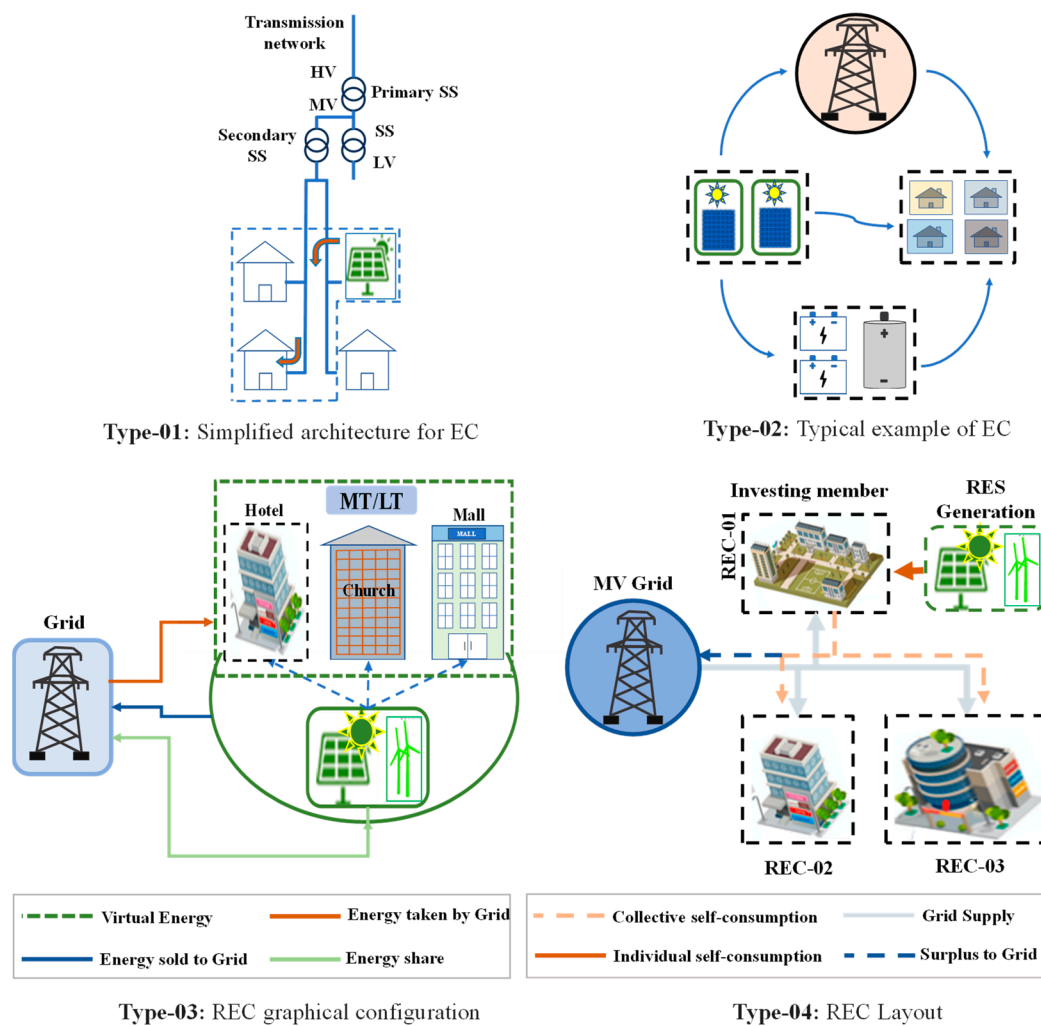 Transmission
network
HV
Primary SS
MV
Secondary
SS
SS
LV
+ -
+ -
+
-
Type-01: Simplified architecture for EC
Type-02: Typical example of EC
MT/LT
Hotel
Mall
MALL
Church
Grid
Investing member
RES
Generation
REC-01
MV Grid
REC-02
REC-03
Virtual Energy
Energy taken by Grid
Energy sold to Grid
Energy share
Collective self-consumption
Grid Supply
Individual self-consumption
Surplus to Grid
Type-03: REC graphical configuration
Type-04: REC Layout